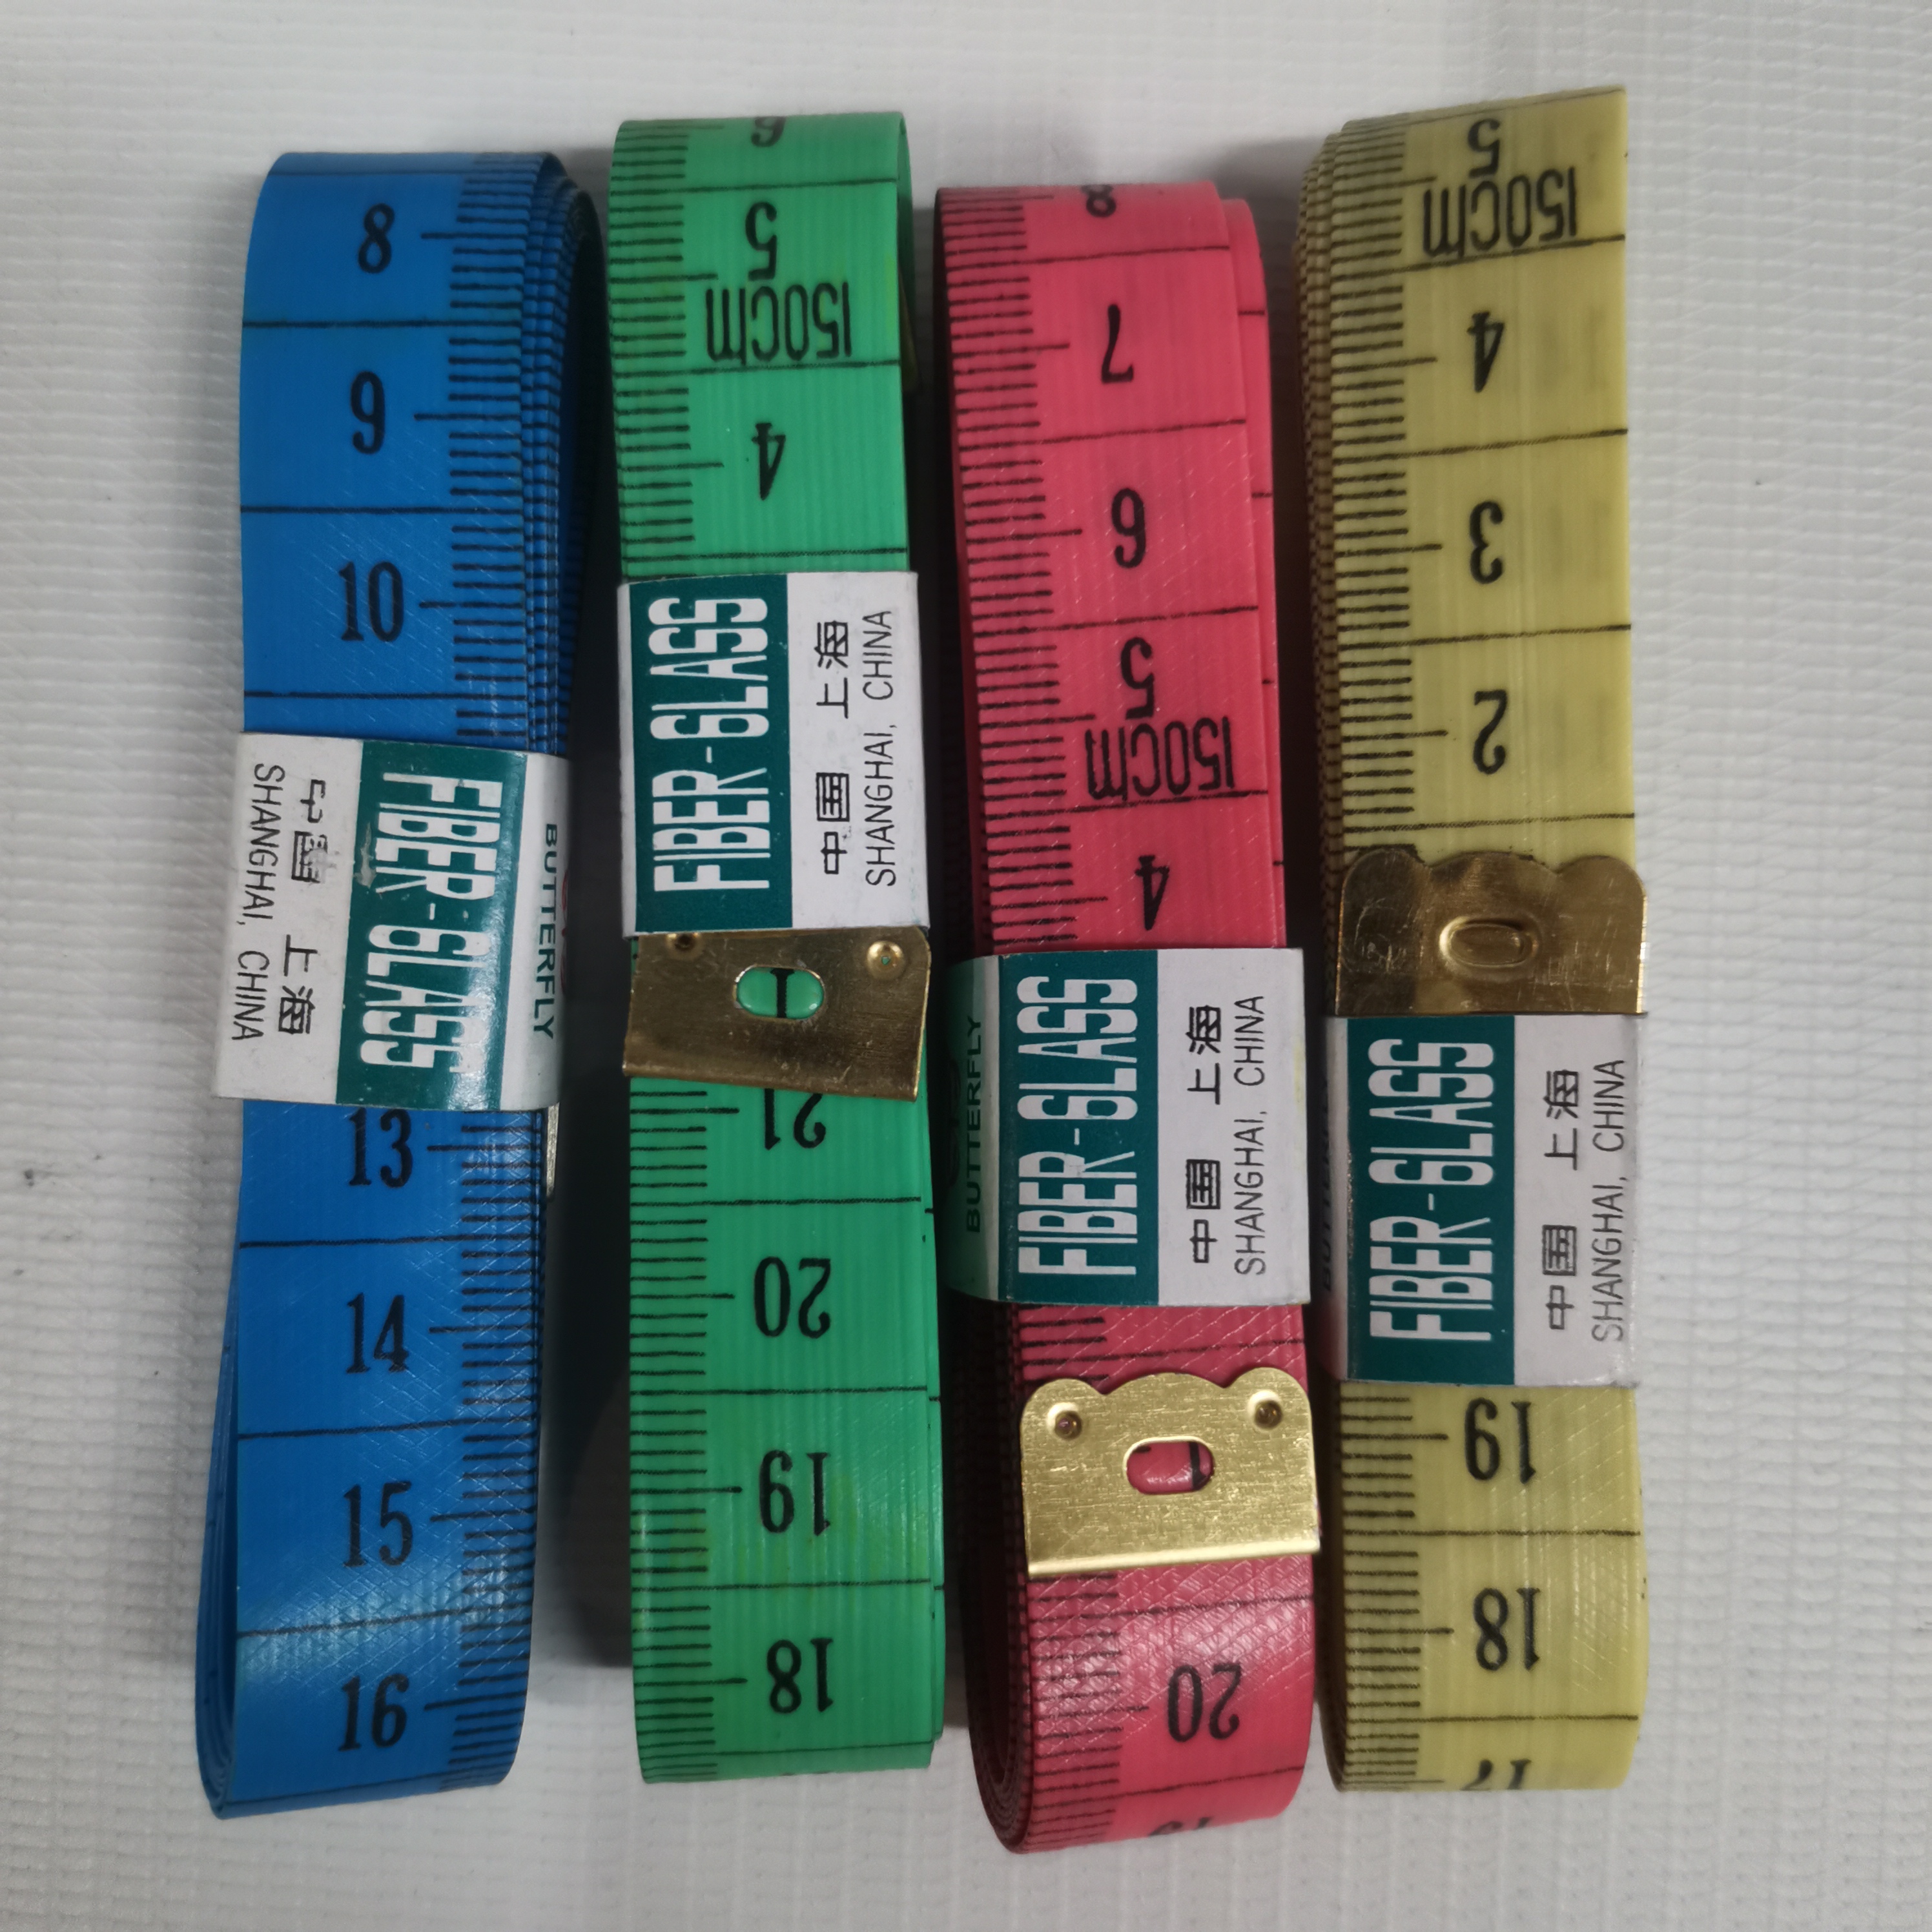 8
9
10
中国 上海
SHANGHAI, CHINA
FIBER-GLASS
BUTTERFLY
13
14
15
16
6
5
150cm
4
FIBER-GLASS
中国 上海
SHANGHAI, CHINA
21
20
19
18
8
7
6
5
150cm
4
BUTTERFLY
FIBER-GLASS
中国 上海
SHANGHAI, CHINA
20
5
150cm
4
3
2
FIBER-GLASS
中国 上海
SHANGHAI, CHINA
19
18
17